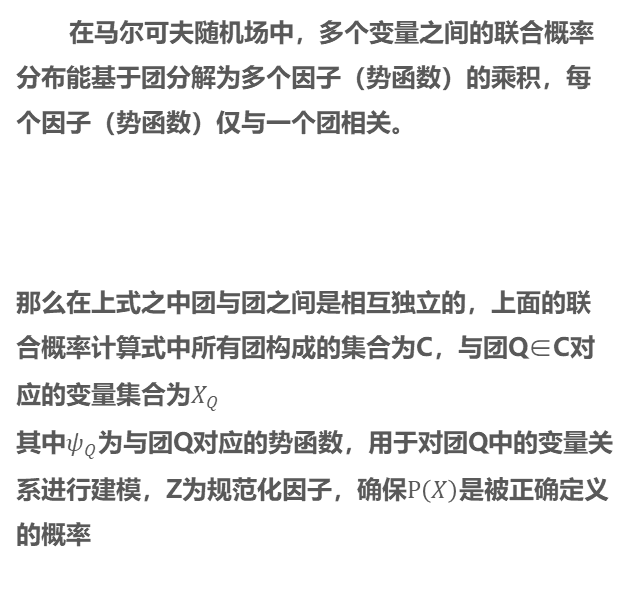 在马尔可夫随机场中，多个变量之间的联合概率
分布能基于团分解为多个因子（势函数）的乘积，每
个因子（势函数）仅与一个团相关。
那么在上式之中团与团之间是相互独立的，上面的联
合概率计算式中所有团构成的集合为C，与团Q∈C对
应的变量集合为X_Q
其中ψ_Q为与团Q对应的势函数，用于对团Q中的变量关
系进行建模，Z为规范化因子，确保P(X)是被正确定义
的概率